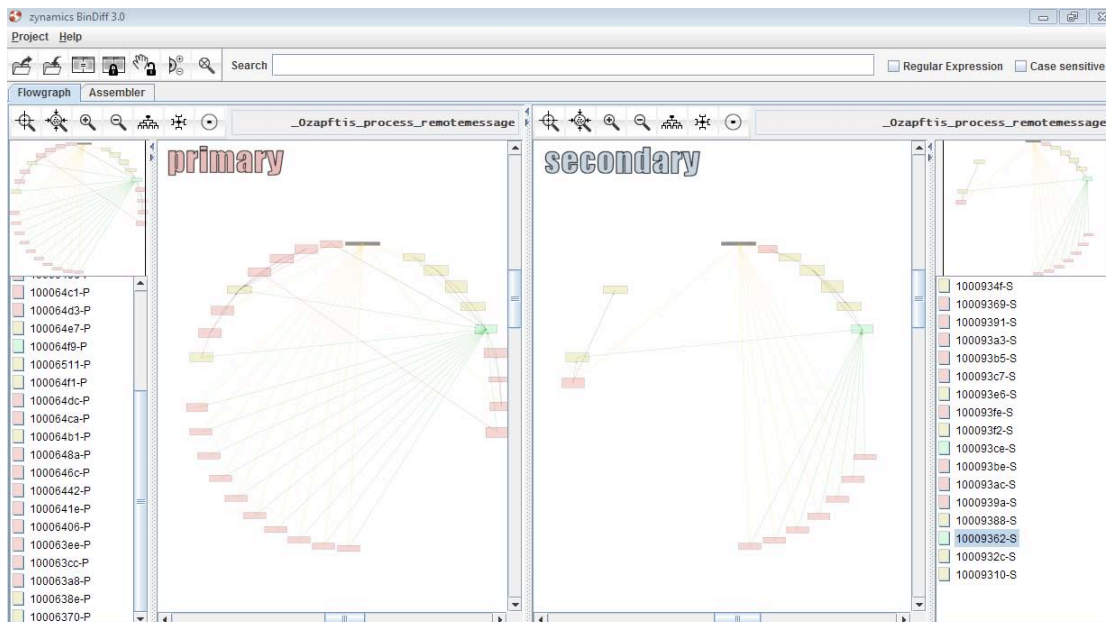 zynamics BinDiff 3.0
Project Help
Search
Regular Expression
Case sensitive
Flowgraph
Assembler
_Ozapftis_process_remotemessage
_Ozapftis_process_remotemessage
primary
secondary
100064c1-P
100064d3-P
100064e7-P
100064f9-P
10006511-P
100064f1-P
100064dc-P
100064ca-P
100064b1-P
1000648a-P
1000646c-P
10006442-P
1000641e-P
10006406-P
100063ee-P
100063cc-P
100063a8-P
1000638e-P
10006370-P
1000934f-S
10009369-S
10009391-S
100093a3-S
100093b5-S
100093c7-S
100093e6-S
100093fe-S
100093f2-S
100093ce-S
100093be-S
100093ac-S
1000939a-S
10009388-S
10009362-S
1000932c-S
10009310-S